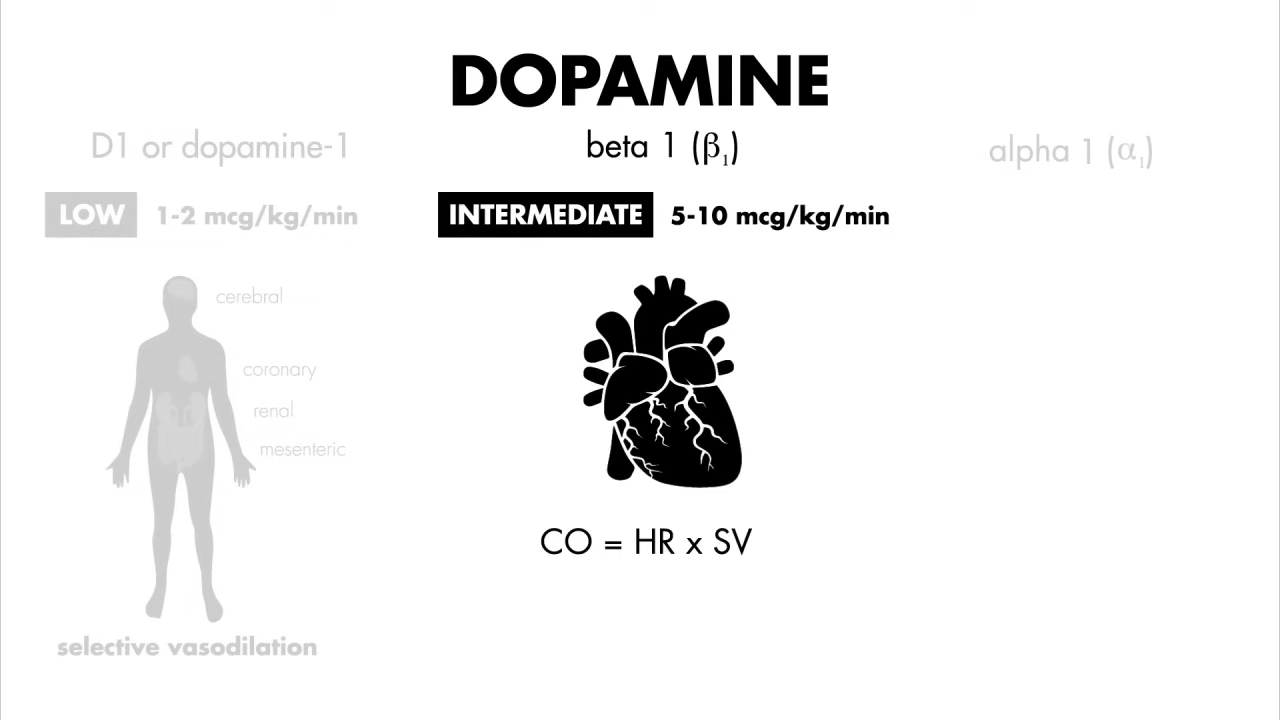 DOPAMINE
D1 or dopamine-1
beta 1 (β₁)
alpha 1 (α₁)
LOW 1-2 mcg/kg/min
INTERMEDIATE 5-10 mcg/kg/min
cerebral
coronary
renal
mesenteric
CO = HR x SV
selective vasodilation